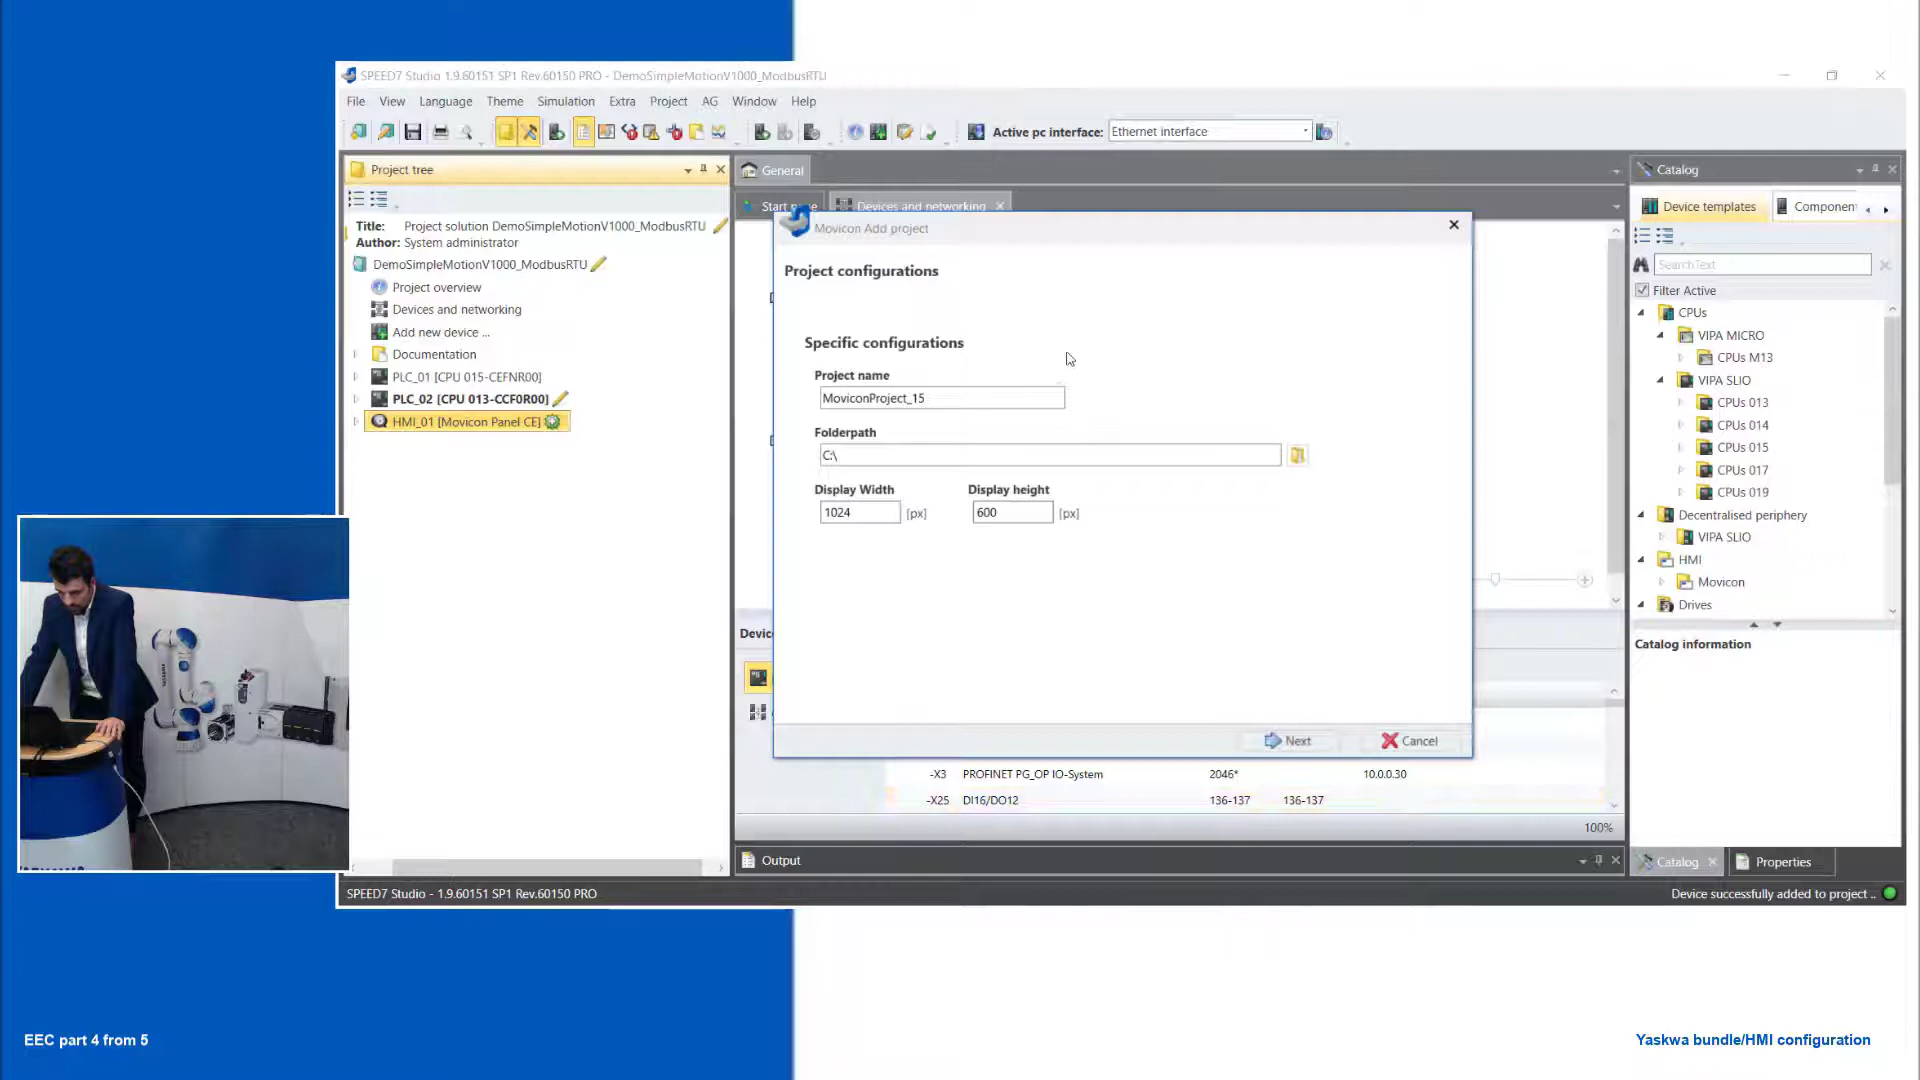 SPEED7 Studio 1.9.60151 SP1 Rev.60150 PRO - DemoSimpleMotionV1000_ModbusRTU
File View Language Theme Simulation Extra Project AG Window Help
Active pc interface: Ethernet interface
Project tree
General
Catalog
Start
Devices and networking
Device templates
Componen
Title: Project solution DemoSimpleMotionV1000_ModbusRTU
Author: System administrator
DemoSimpleMotionV1000_ModbusRTU
Project overview
Devices and networking
Add new device ...
Documentation
PLC_01 [CPU 015-CEFNR00]
PLC_02 [CPU 013-CCF0R00]
HMI_01 [Movicon Panel CE]
Movicon Add project
Project configurations
Specific configurations
Project name
MoviconProject_15
Folderpath
C:\
Display Width Display height
1024 [px] 600 [px]
Next Cancel
Devic
-X3 PROFINET PG_OP IO-System 2046* 10.0.0.30
-X25 DI16/DO12 136-137 136-137
100%
Output
SearchText
Filter Active
CPUs
VIPA MICRO
CPUs M13
VIPA SLIO
CPUs 013
CPUs 014
CPUs 015
CPUs 017
CPUs 019
Decentralised periphery
VIPA SLIO
HMI
Movicon
Drives
Catalog information
Catalog Properties
SPEED7 Studio - 1.9.60151 SP1 Rev.60150 PRO
Device successfully added to project ..
EEC part 4 from 5
Yaskwa bundle/HMI configuration